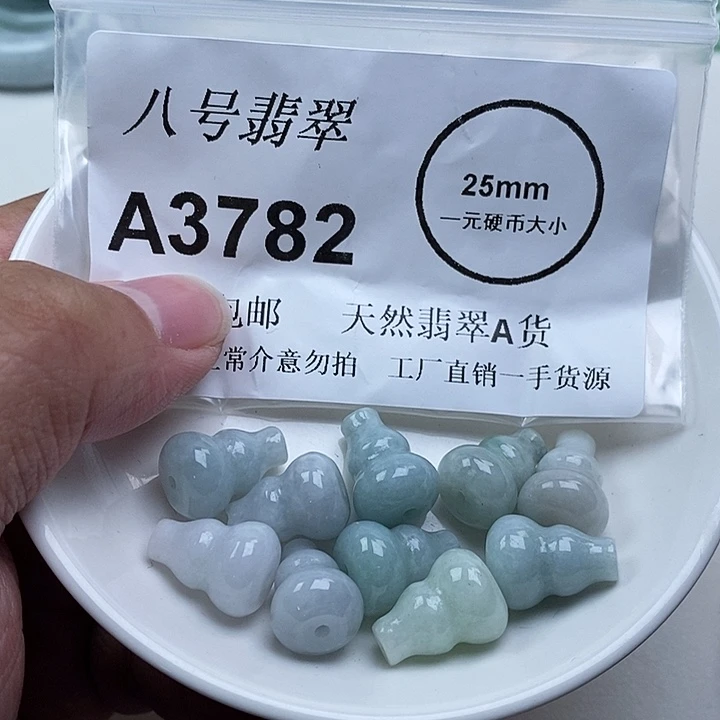 八号翡翠
A3782
25mm
一元硬币大小
包邮 天然翡翠A货
常介意勿拍 工厂直销一手货源